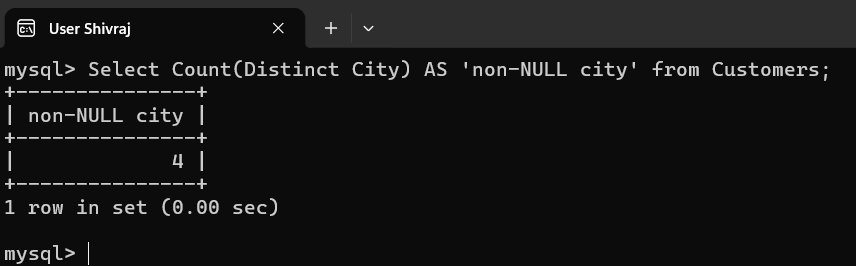 User Shivraj
mysql> Select Count(Distinct City) AS 'non-NULL city' from Customers;
+---------------+
| non-NULL city |
+---------------+
|             4 |
+---------------+
1 row in set (0.00 sec)
mysql>